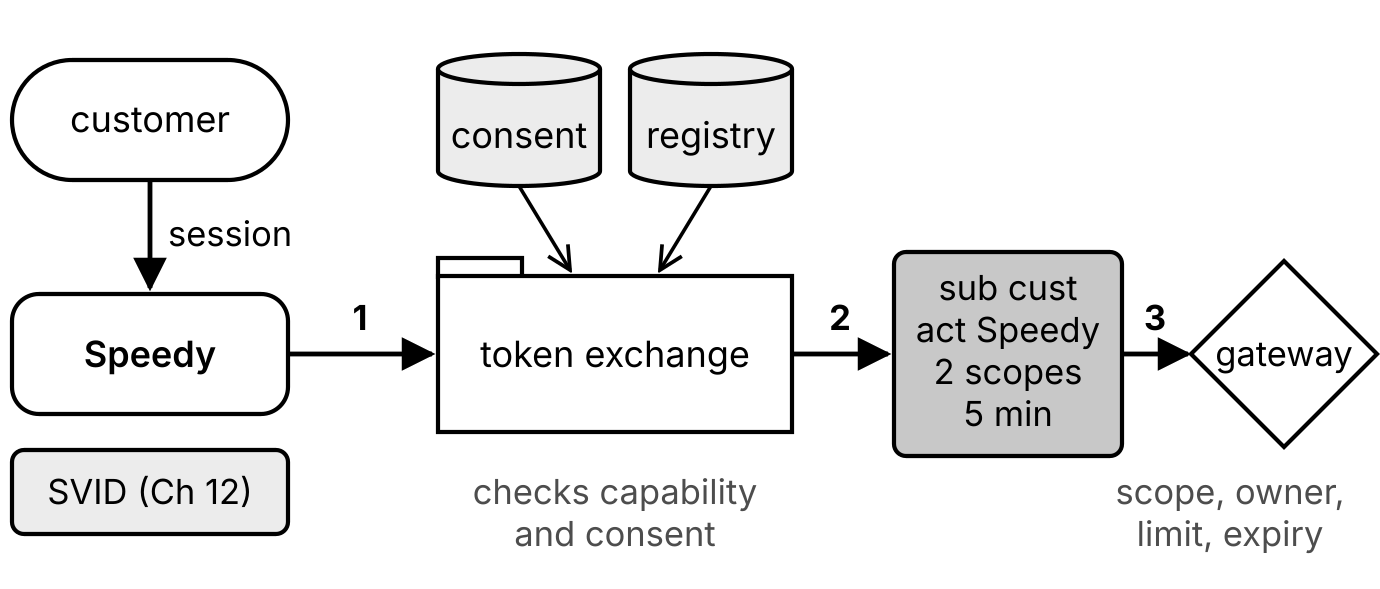 customer
session
Speedy
SVID (Ch 12)
consent
registry
1
token exchange
checks capability
and consent
2
sub cust
act Speedy
2 scopes
5 min
3
gateway
scope, owner,
limit, expiry